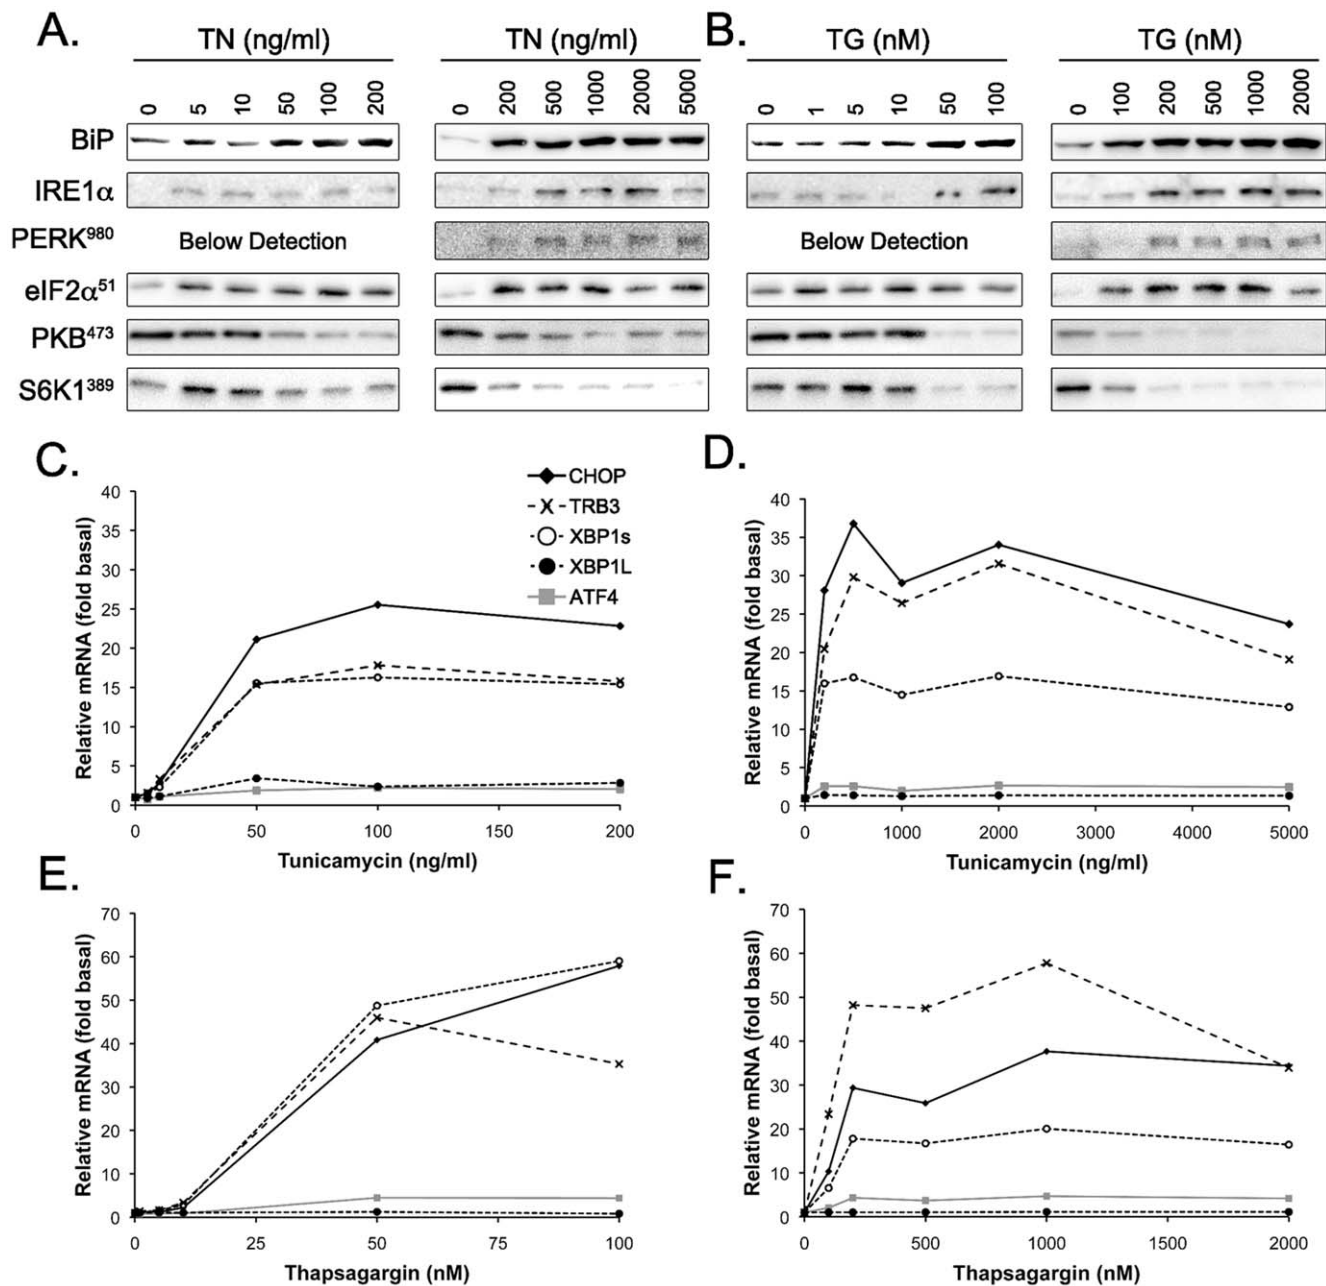 A.
TN (ng/ml)
TN (ng/ml)
B.
TG (nM)
TG (nM)
0 5 10 50 100 200
0 200 500 1000 2000 5000
0 1 5 10 50 100
0 100 200 500 1000 2000
BiP
IRE1α
PERK⁹⁸⁰
Below Detection
Below Detection
eIF2α⁵¹
PKB⁴⁷³
S6K1³⁸⁹
C.
Relative mRNA (fold basal)
40
35
30
25
20
15
10
5
0
0 50 100 150 200
Tunicamycin (ng/ml)
CHOP
TRB3
XBP1s
XBP1L
ATF4
D.
Relative mRNA (fold basal)
40
35
30
25
20
15
10
5
0
0 1000 2000 3000 4000 5000
Tunicamycin (ng/ml)
E.
Relative mRNA (fold basal)
70
60
50
40
30
20
10
0
0 25 50 75 100
Thapsagargin (nM)
F.
Relative mRNA (fold basal)
70
60
50
40
30
20
10
0
0 500 1000 1500 2000
Thapsagargin (nM)